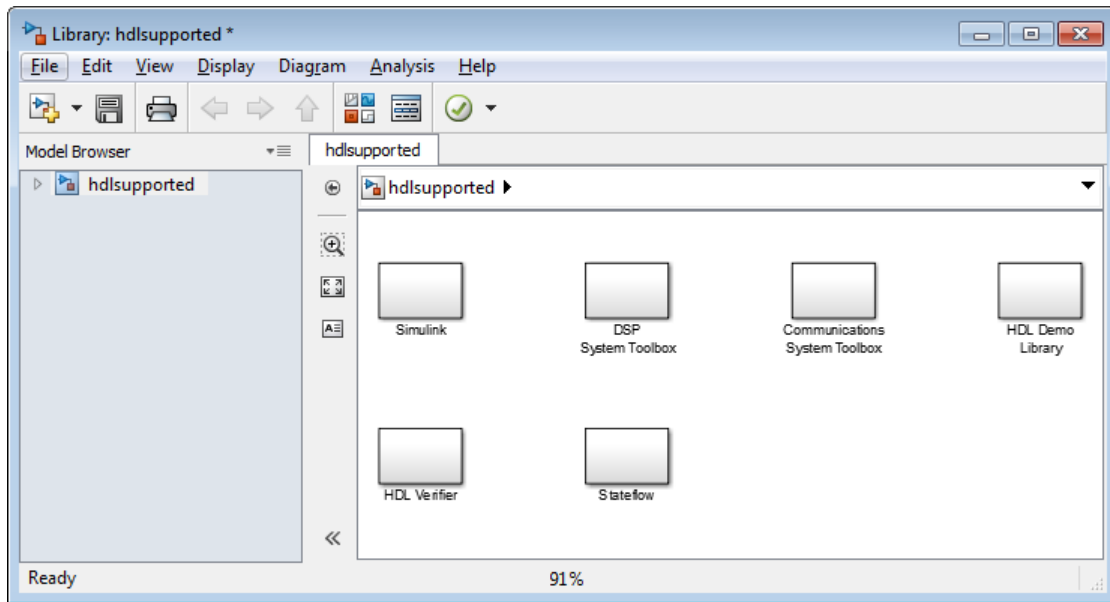 Library: hdlsupported *
File Edit View Display Diagram Analysis Help
Model Browser
hdlsupported
hdlsupported
hdlsupported
A
Simulink
DSP
System Toolbox
Communications
System Toolbox
HDL Demo
Library
HDL Verifier
Stateflow
Ready
91%